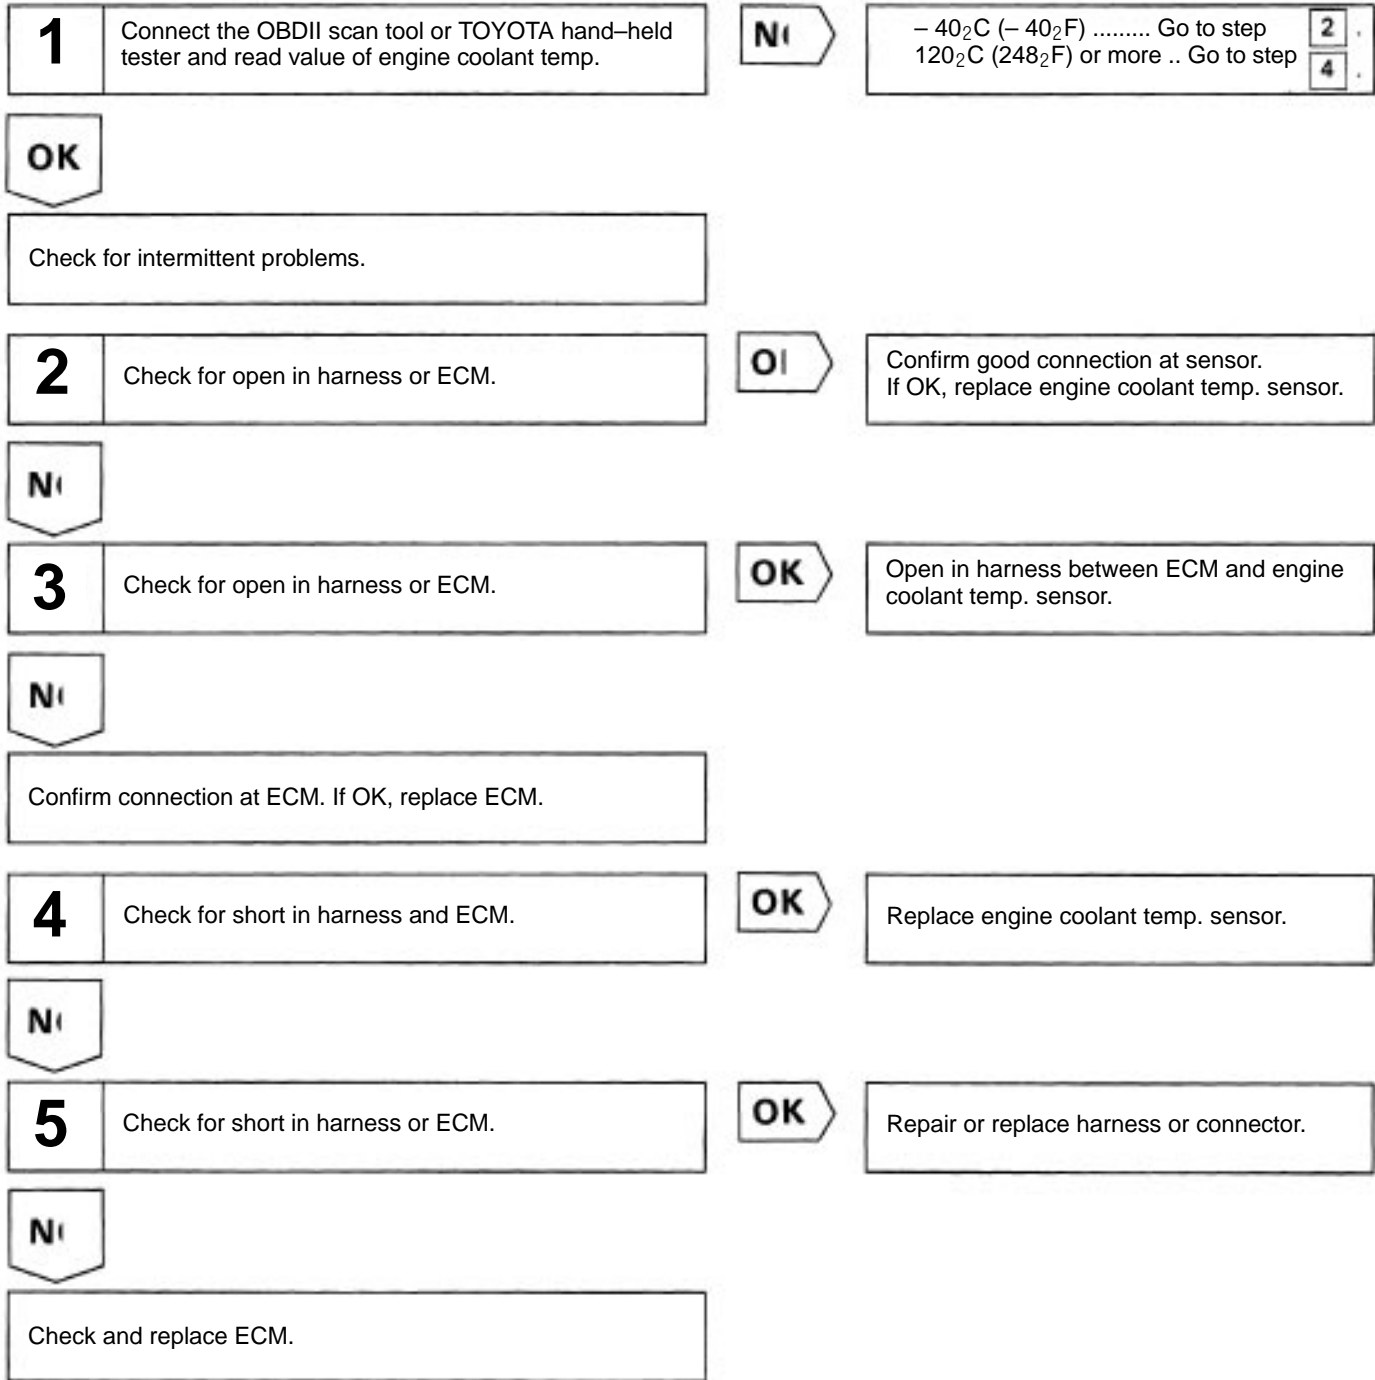 1
Connect the OBDII scan tool or TOYOTA hand–held
tester and read value of engine coolant temp.
– 40₂C (– 40₂F) ......... Go to step 2 .
120₂C (248₂F) or more .. Go to step 4 .
OK
Check for intermittent problems.
2
Check for open in harness or ECM.
Confirm good connection at sensor.
If OK, replace engine coolant temp. sensor.
3
Check for open in harness or ECM.
OK
Open in harness between ECM and engine
coolant temp. sensor.
Confirm connection at ECM. If OK, replace ECM.
4
Check for short in harness and ECM.
OK
Replace engine coolant temp. sensor.
5
Check for short in harness or ECM.
OK
Repair or replace harness or connector.
Check and replace ECM.